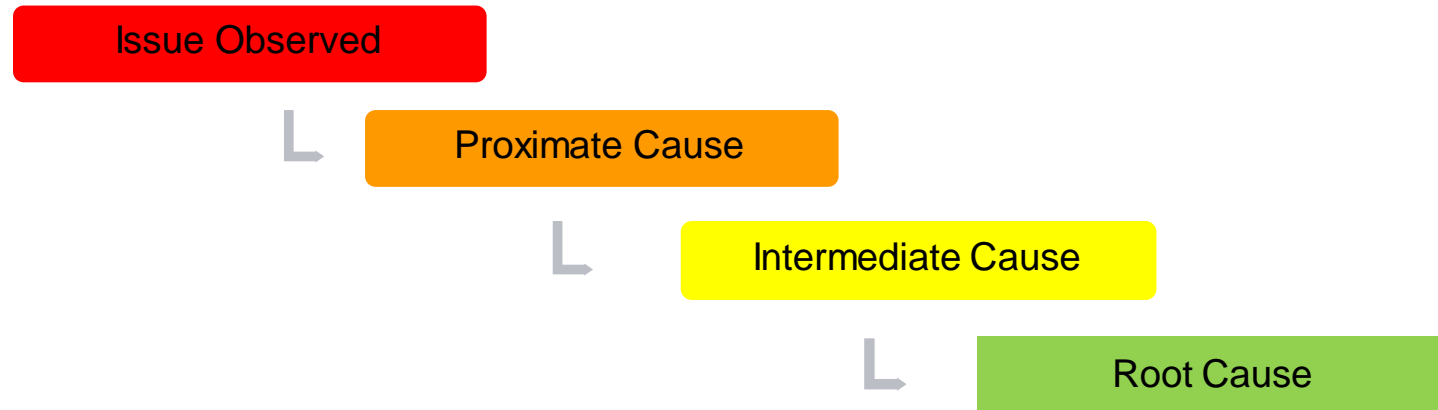 Issue Observed
Proximate Cause
Intermediate Cause
Root Cause